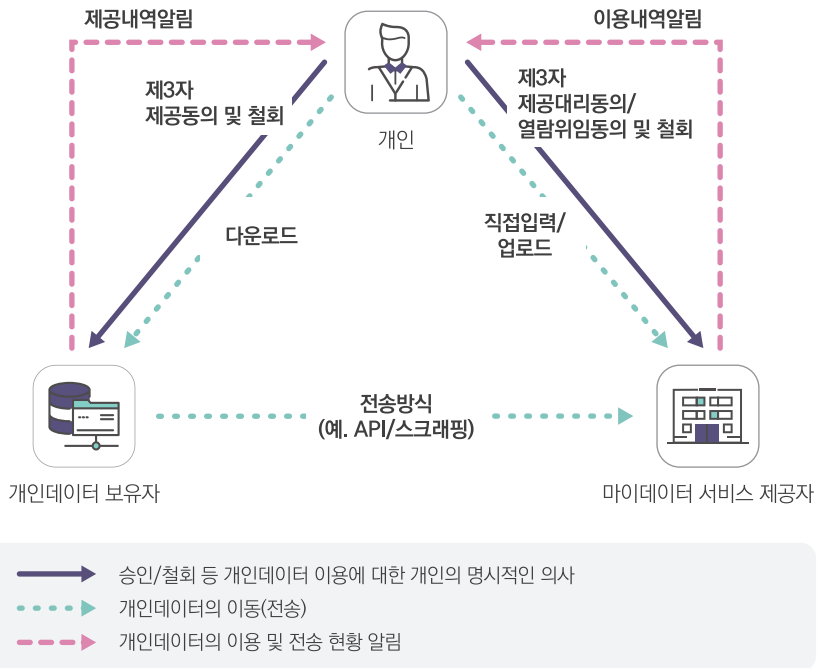 제공내역알림
이용내역알림
제3자
제공동의 및 철회
개인
제3자
제공대리동의/
열람위임동의 및 철회
다운로드
직접입력/
업로드
전송방식
(예. API/스크래핑)
개인데이터 보유자
마이데이터 서비스 제공자
승인/철회 등 개인데이터 이용에 대한 개인의 명시적인 의사
개인데이터의 이동(전송)
개인데이터의 이용 및 전송 현황 알림